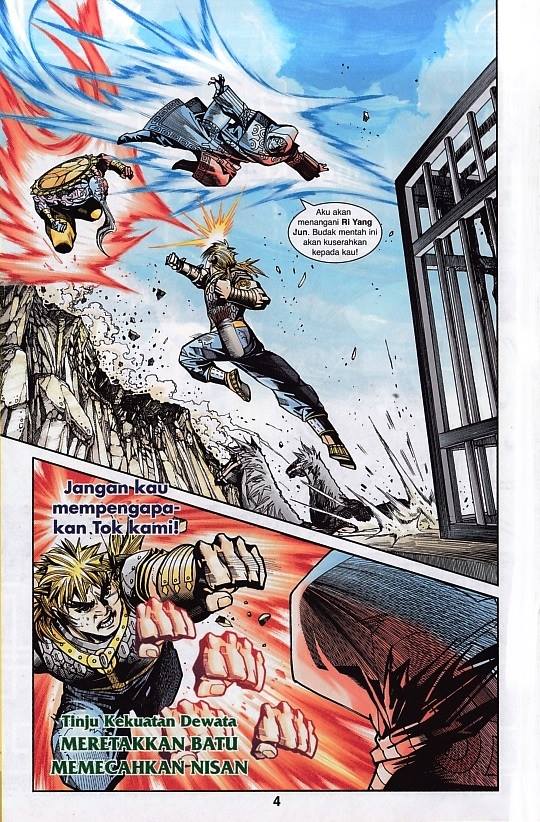 Aku akan
menangani Ri Yang
Jun. Budak mentah ini
akan kuserahkan
kepada kau!
Jangan kau
mempengapa-
kan Tok kami!
Tinju Kekuatan Dewata
MERETAKKAN BATU
MEMECAHKAN NISAN
4